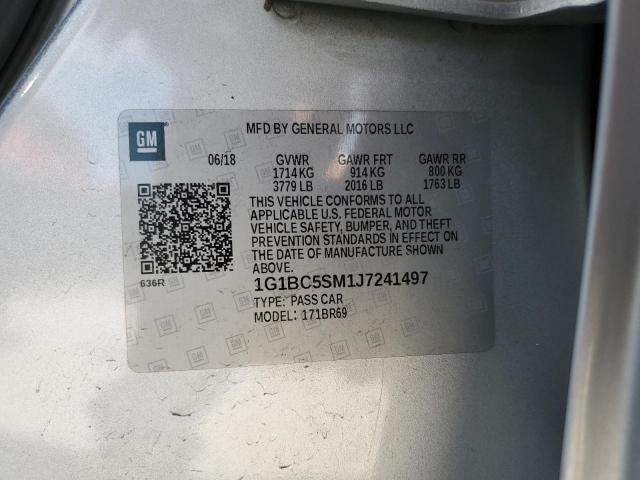 GM
MFD BY GENERAL MOTORS LLC
06/18 GVWR GAWR FRT GAWR RR
1714 KG 914 KG 800 KG
3779 LB 2016 LB 1763 LB
THIS VEHICLE CONFORMS TO ALL
APPLICABLE U.S. FEDERAL MOTOR
VEHICLE SAFETY, BUMPER, AND THEFT
PREVENTION STANDARDS IN EFFECT ON
THE DATE OF MANUFACTURE SHOWN
ABOVE.
636R
1G1BC5SM1J7241497
TYPE: PASS CAR
MODEL: 171BR69